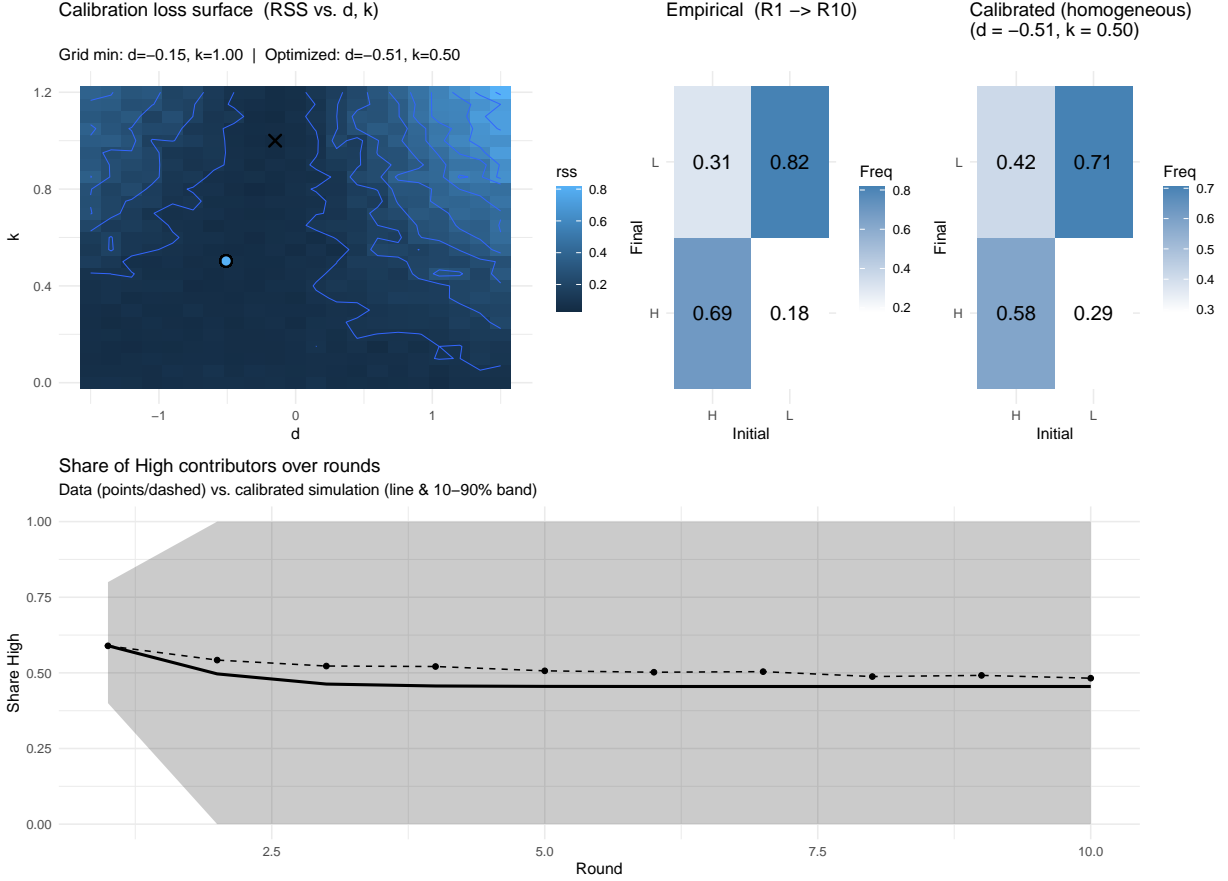 Calibration loss surface  (RSS vs. d, k)
Grid min: d=−0.15, k=1.00  |  Optimized: d=−0.51, k=0.50
1.2
0.8
0.4
0.0
k
−1
0
1
d
rss
0.8
0.6
0.4
0.2
Empirical  (R1 −> R10)
L
H
Final
0.31
0.82
0.69
0.18
H
L
Initial
Freq
0.8
0.6
0.4
0.2
Calibrated (homogeneous)
(d = −0.51, k = 0.50)
L
H
Final
0.42
0.71
0.58
0.29
H
L
Initial
Freq
0.7
0.6
0.5
0.4
0.3
Share of High contributors over rounds
Data (points/dashed) vs. calibrated simulation (line & 10−90% band)
1.00
0.75
0.50
0.25
0.00
Share High
2.5
5.0
7.5
10.0
Round